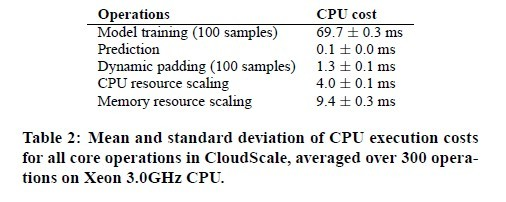 Operations CPU cost
Model training (100 samples) 69.7 ± 0.3 ms
Prediction 0.1 ± 0.0 ms
Dynamic padding (100 samples) 1.3 ± 0.1 ms
CPU resource scaling 4.0 ± 0.1 ms
Memory resource scaling 9.4 ± 0.3 ms
Table 2: Mean and standard deviation of CPU execution costs
for all core operations in CloudScale, averaged over 300 opera-
tions on Xeon 3.0GHz CPU.